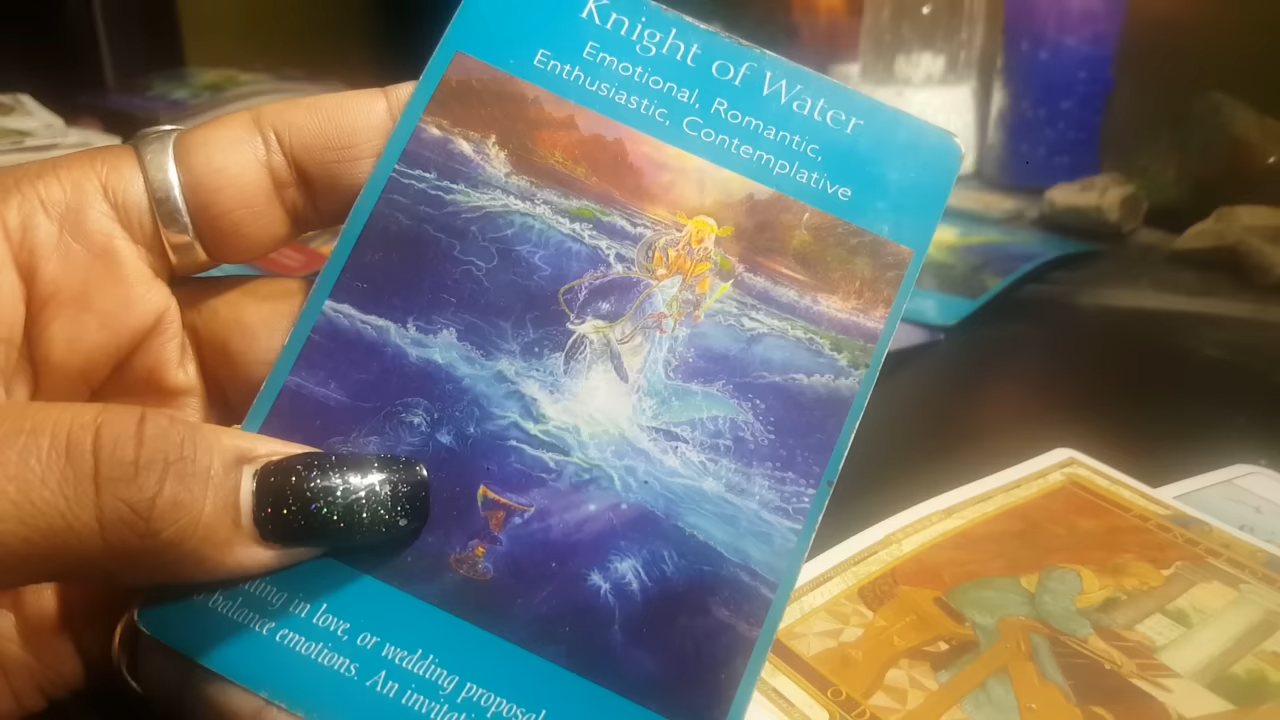 Knight of Water
Emotional, Romantic,
Enthusiastic, Contemplative
in love, or wedding proposal
balance emotions. An